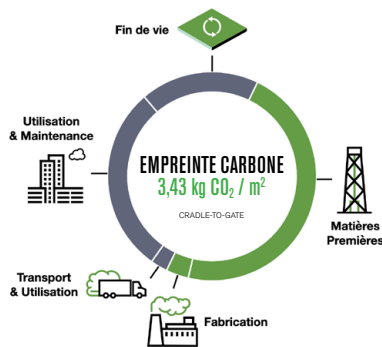 Fin de vie
Utilisation
& Maintenance
EMPREINTE CARBONE
3,43 kg CO₂ / m²
CRADLE-TO-GATE
Matières
Premières
Transport
& Utilisation
Fabrication